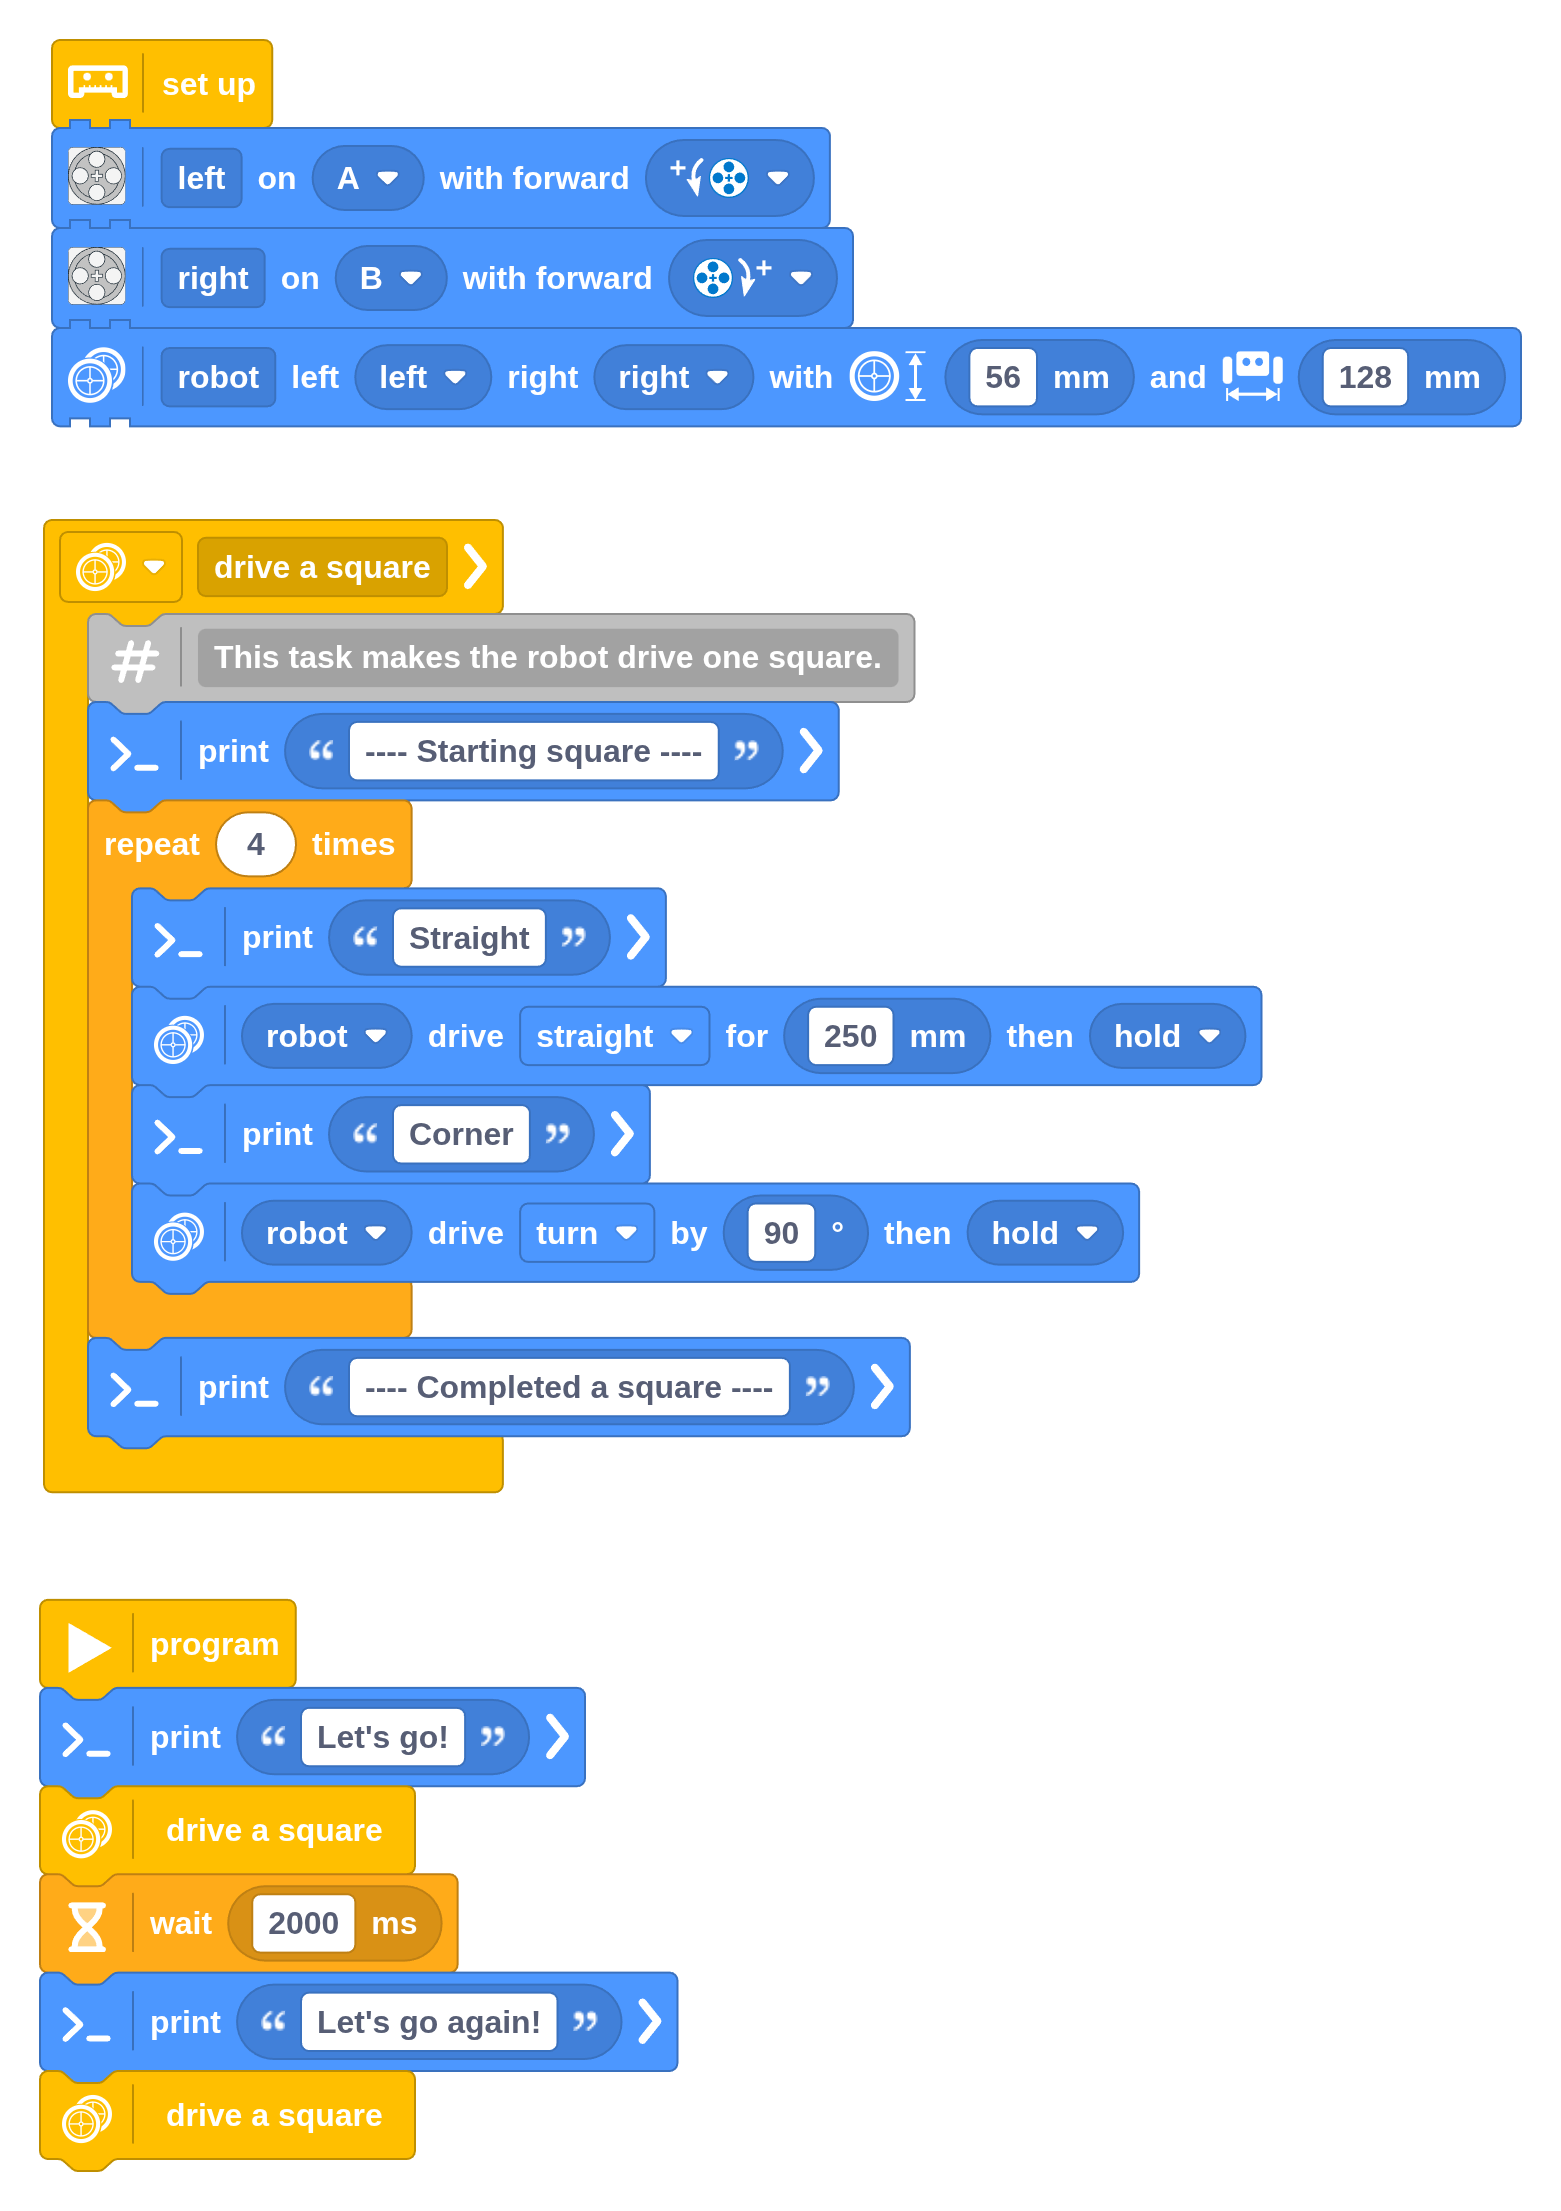 set up
left on A with forward +
right on B with forward +
robot left left right right with 56 mm and 128 mm
drive a square
# This task makes the robot drive one square.
>_ print “ ---- Starting square ---- ”
repeat 4 times
>_ print “ Straight ”
robot drive straight for 250 mm then hold
>_ print “ Corner ”
robot drive turn by 90 ° then hold
>_ print “ ---- Completed a square ---- ”
program
>_ print “ Let's go! ”
drive a square
wait 2000 ms
>_ print “ Let's go again! ”
drive a square